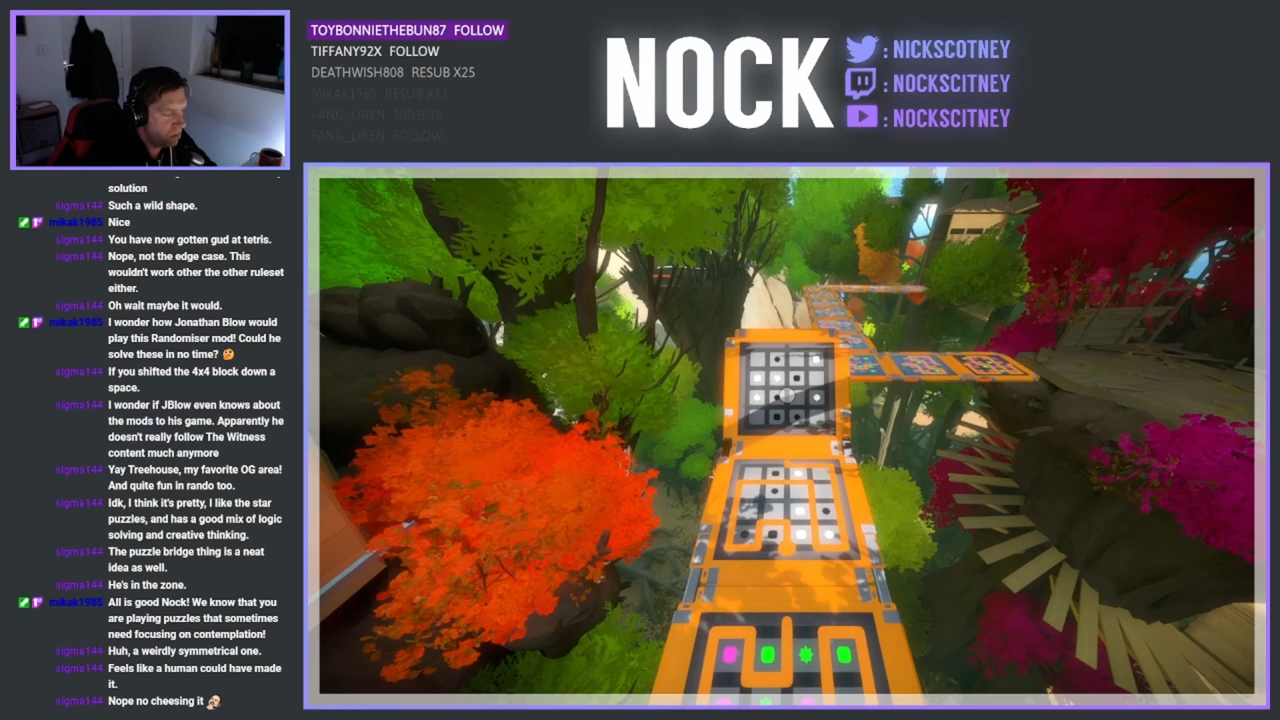 TOYBONNIETHEBUN87 FOLLOW
TIFFANY92X FOLLOW
DEATHWISH808 RESUB X25
MIKAK1985 RESUB X17
FANG_LIREN 100 BITS
FANG_LIREN FOLLOW
NOCK
: NICKSCOTNEY
: NOCKSCITNEY
: NOCKSCITNEY
solution
sigma144 Such a wild shape.
mikak1985 Nice
sigma144 You have now gotten gud at tetris.
sigma144 Nope, not the edge case. This
wouldn't work other the other ruleset
either.
sigma144 Oh wait maybe it would.
mikak1985 I wonder how Jonathan Blow would
play this Randomiser mod! Could he
solve these in no time? 🤔
sigma144 If you shifted the 4x4 block down a
space.
sigma144 I wonder if JBlow even knows about
the mods to his game. Apparently he
doesn't really follow The Witness
content much anymore
sigma144 Yay Treehouse, my favorite OG area!
And quite fun in rando too.
sigma144 Idk, I think it's pretty, I like the star
puzzles, and has a good mix of logic
solving and creative thinking.
sigma144 The puzzle bridge thing is a neat
idea as well.
sigma144 He's in the zone.
mikak1985 All is good Nock! We know that you
are playing puzzles that sometimes
need focusing on contemplation!
sigma144 Huh, a weirdly symmetrical one.
sigma144 Feels like a human could have made
it.
sigma144 Nope no cheesing it